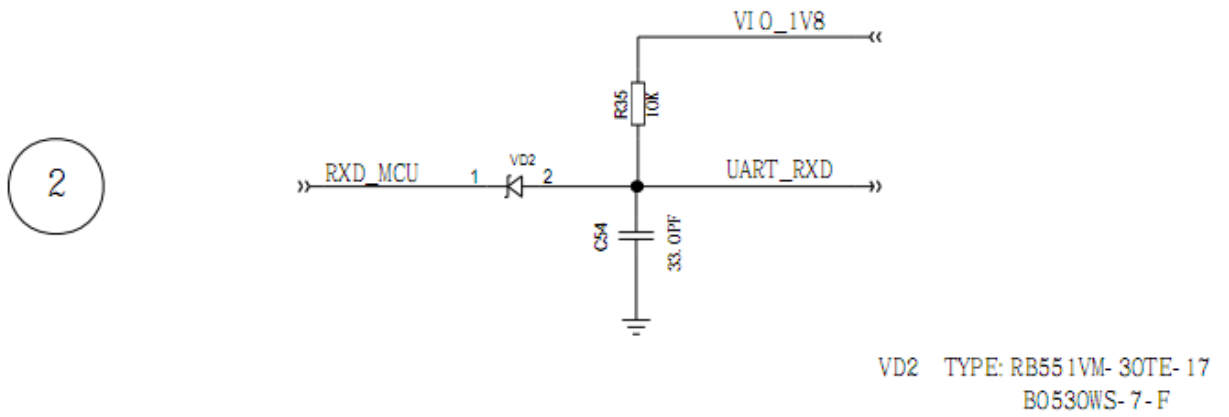 VIO_1V8
R35
10K
2
RXD_MCU
1
VD2
2
UART_RXD
C54
33.0PF
VD2 TYPE: RB551VM-30TE-17
B0530WS-7-F